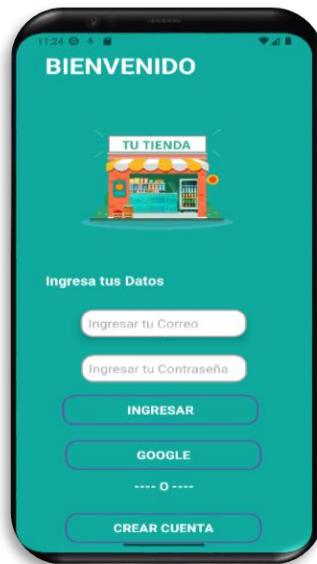 11:24
BIENVENIDO
TU TIENDA
Ingresa tus Datos
Ingresar tu Correo
Ingresar tu Contraseña
INGRESAR
GOOGLE
---- O ----
CREAR CUENTA